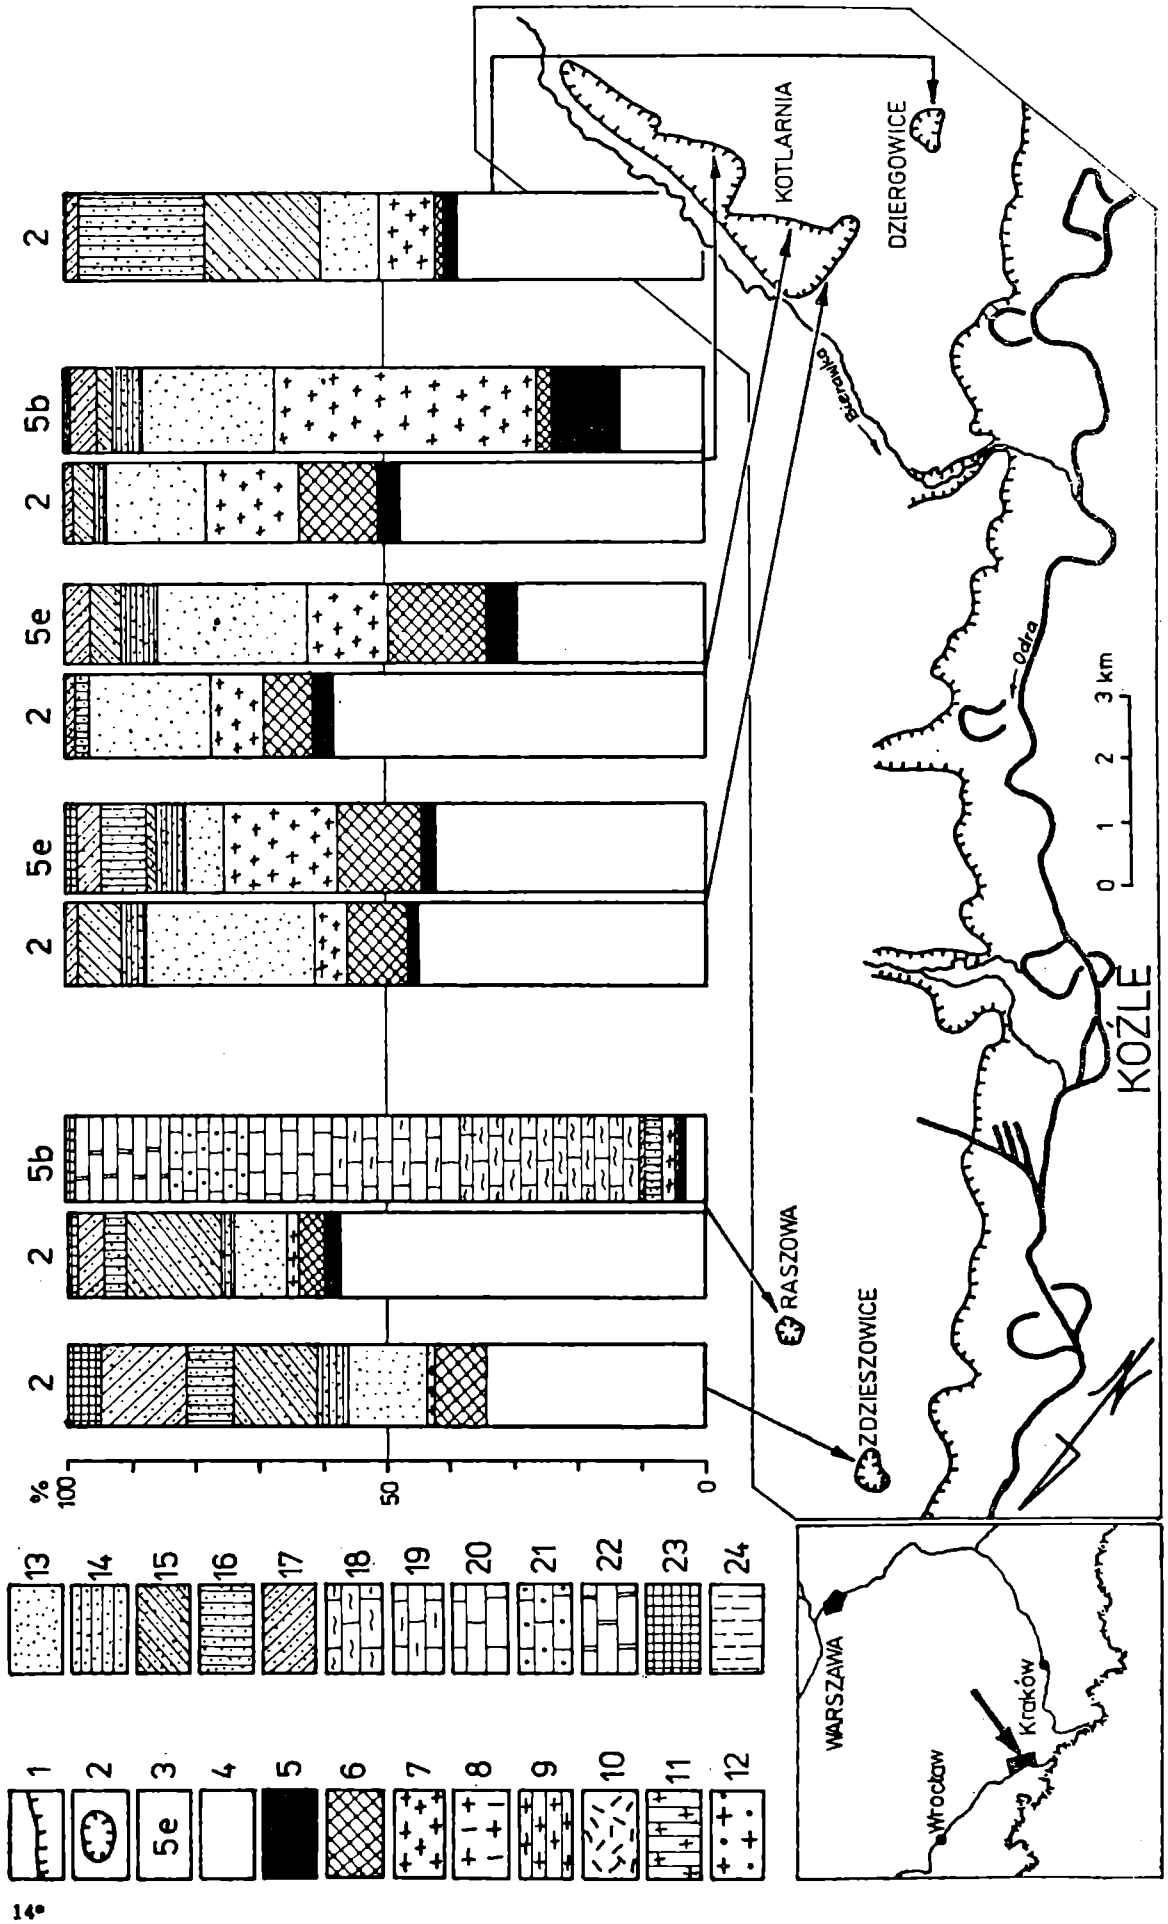 14*
1
2
5e 3
4
5
6
7
8
9
10
11
12
13
14
15
16
17
18
19
20
21
22
23
24
%
100
50
0
2
2
5b
2
5e
2
5e
2
5b
2
ZDZIESZOWICE
RASZOWA
KOTLARNIA
DZIERGOWICE
Bierawka
Odra
0 1 2 3 km
KOŹLE
WARSZAWA
Wrocław
Kraków